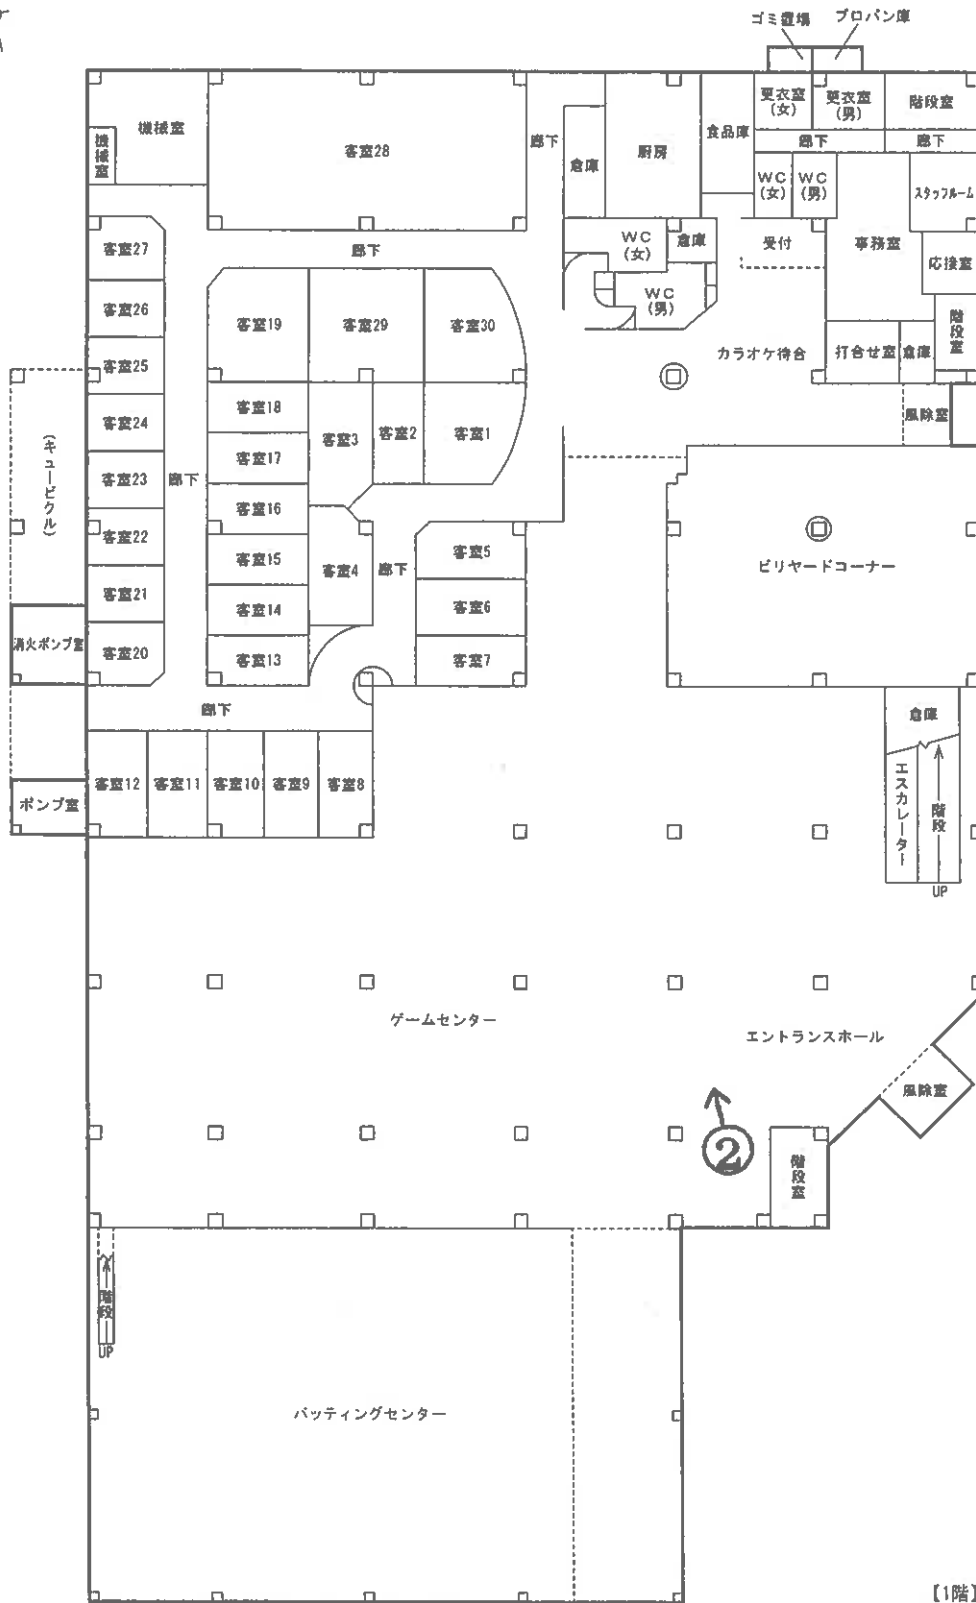 ゴミ置場
プロパン庫
機械室
機械室
客室28
廊下
倉庫
厨房
食品庫
更衣室
(女)
更衣室
(男)
階段室
廊下
廊下
WC
(女)
WC
(男)
スタッフルーム
客室27
廊下
WC
(女)
倉庫
受付
事務室
応接室
客室26
客室19
客室29
客室30
WC
(男)
階段室
客室25
カラオケ待合
打合せ室
倉庫
(キュービクル)
客室24
客室18
客室3
客室2
客室1
風除室
客室23
廊下
客室17
客室22
客室16
客室15
客室4
廊下
客室5
ビリヤードコーナー
客室21
客室14
客室6
消火ポンプ室
客室20
客室13
客室7
廊下
倉庫
ポンプ室
客室12
客室11
客室10
客室9
客室8
エスカレーター
階段
UP
ゲームセンター
エントランスホール
風除室
②
階段室
階段
UP
バッティングセンター
【1階】